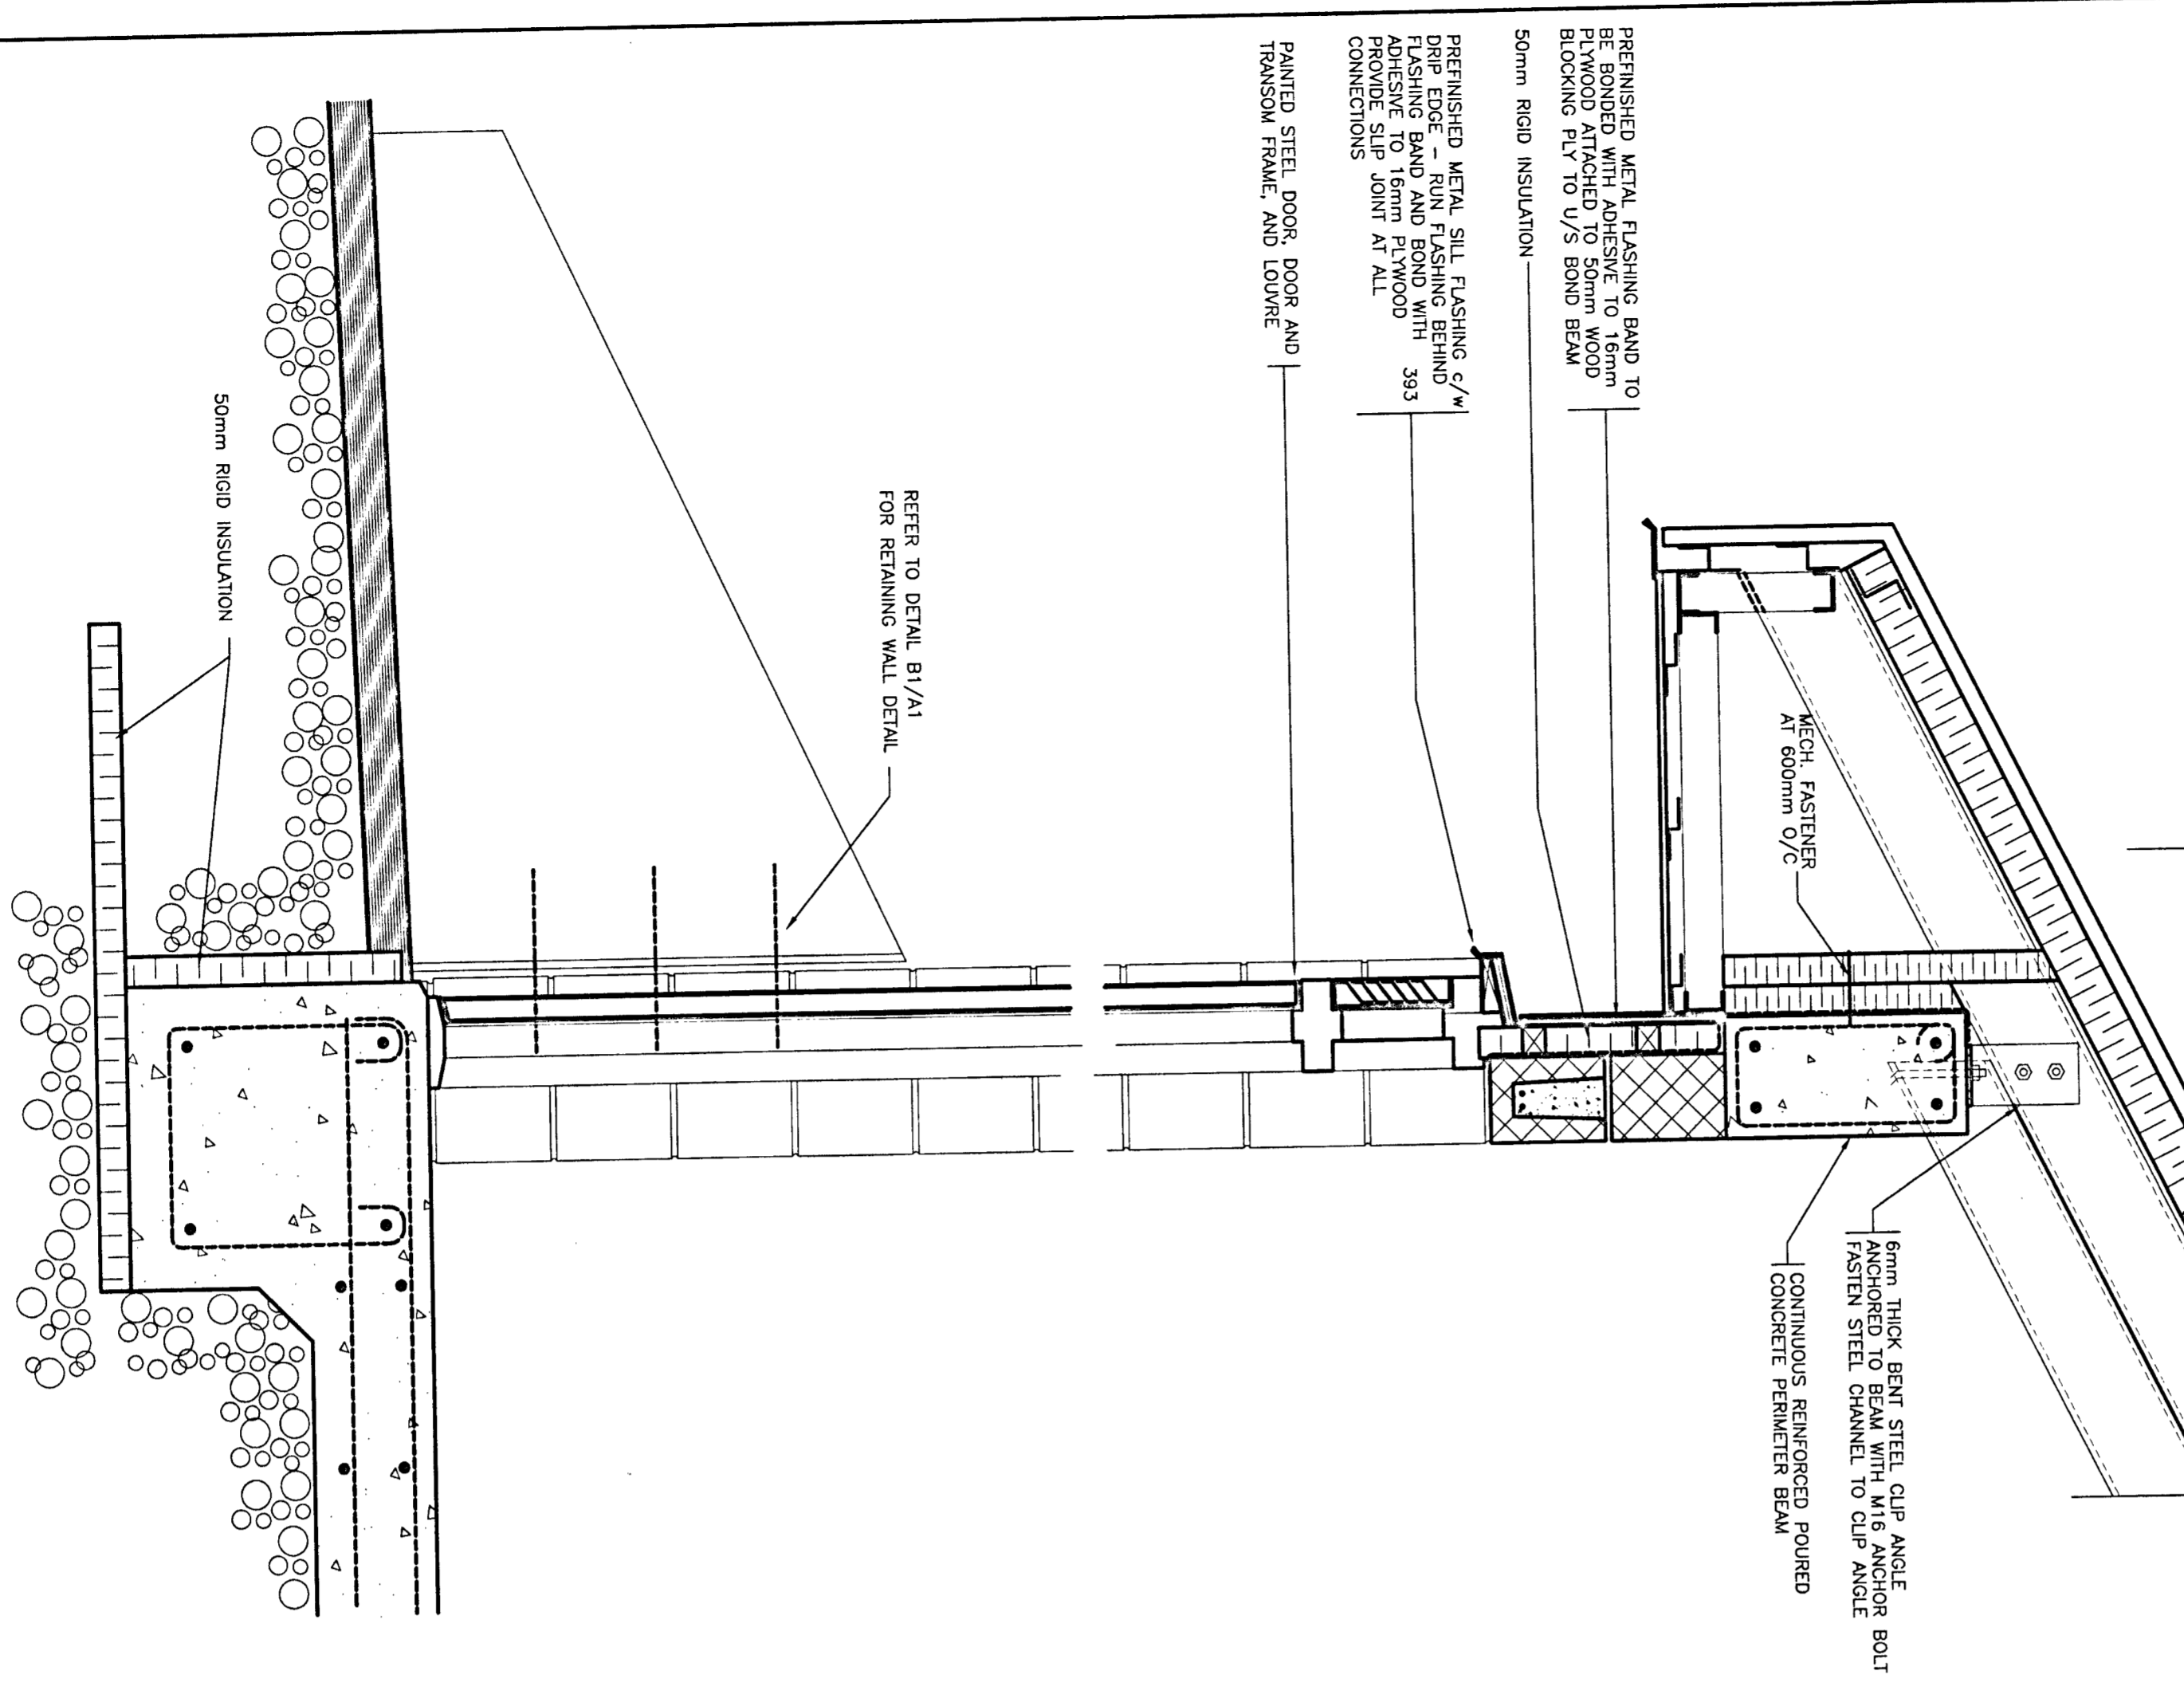 PREFINISHED METAL FLASHING BAND TO
BE BONDED WITH ADHESIVE TO 16mm
PLYWOOD ATTACHED TO 50mm WOOD
BLOCKING PLY TO U/S BOND BEAM
50mm RIGID INSULATION
PREFINISHED METAL SILL FLASHING c/w
DRIP EDGE - RUN FLASHING BEHIND
FLASHING BAND AND BOND WITH 393
ADHESIVE TO 16mm PLYWOOD
PROVIDE SLIP JOINT AT ALL
CONNECTIONS
PAINTED STEEL DOOR, DOOR AND
TRANSOM FRAME, AND LOUVRE
MECH. FASTENER
AT 600mm O/C
REFER TO DETAIL B1/A1
FOR RETAINING WALL DETAIL
50mm RIGID INSULATION
6mm THICK BENT STEEL CLIP ANGLE
ANCHORED TO BEAM WITH M16 ANCHOR BOLT
FASTEN STEEL CHANNEL TO CLIP ANGLE
CONTINUOUS REINFORCED POURED
CONCRETE PERIMETER BEAM